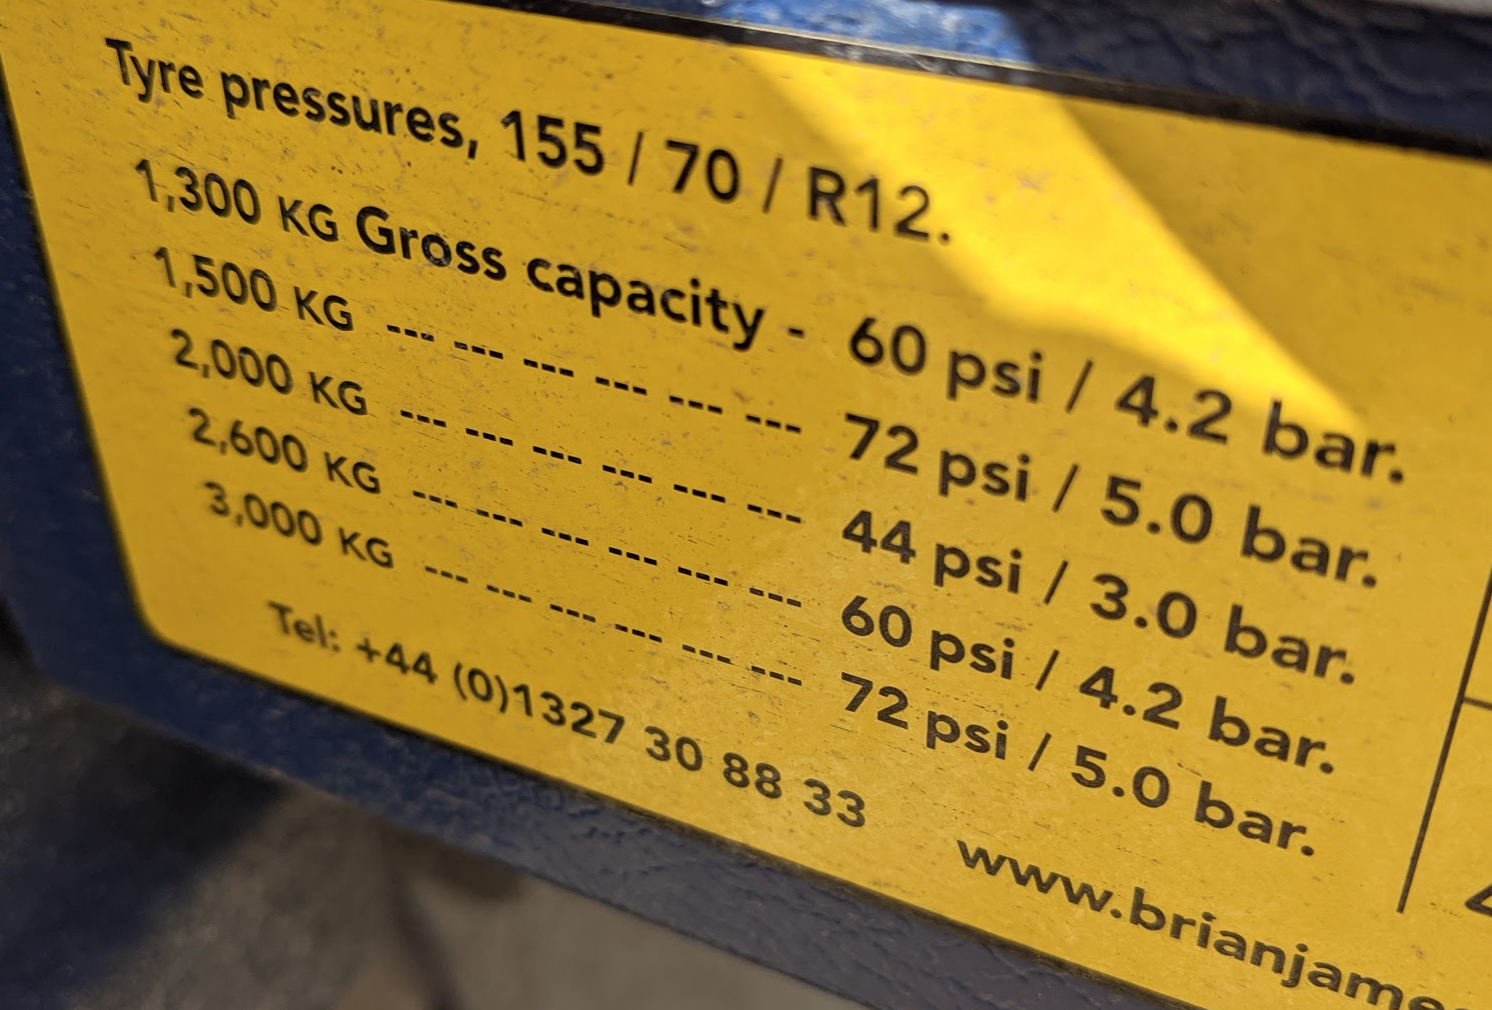 Tyre pressures, 155 / 70 / R12.
1,300 KG Gross capacity - 60 psi / 4.2 bar.
1,500 KG --- --- --- --- --- --- 72 psi / 5.0 bar.
2,000 KG --- --- --- --- --- --- 44 psi / 3.0 bar.
2,600 KG --- --- --- --- --- --- 60 psi / 4.2 bar.
3,000 KG --- --- --- --- --- --- 72 psi / 5.0 bar.
Tel: +44 (0)1327 30 88 33 www.brianjame